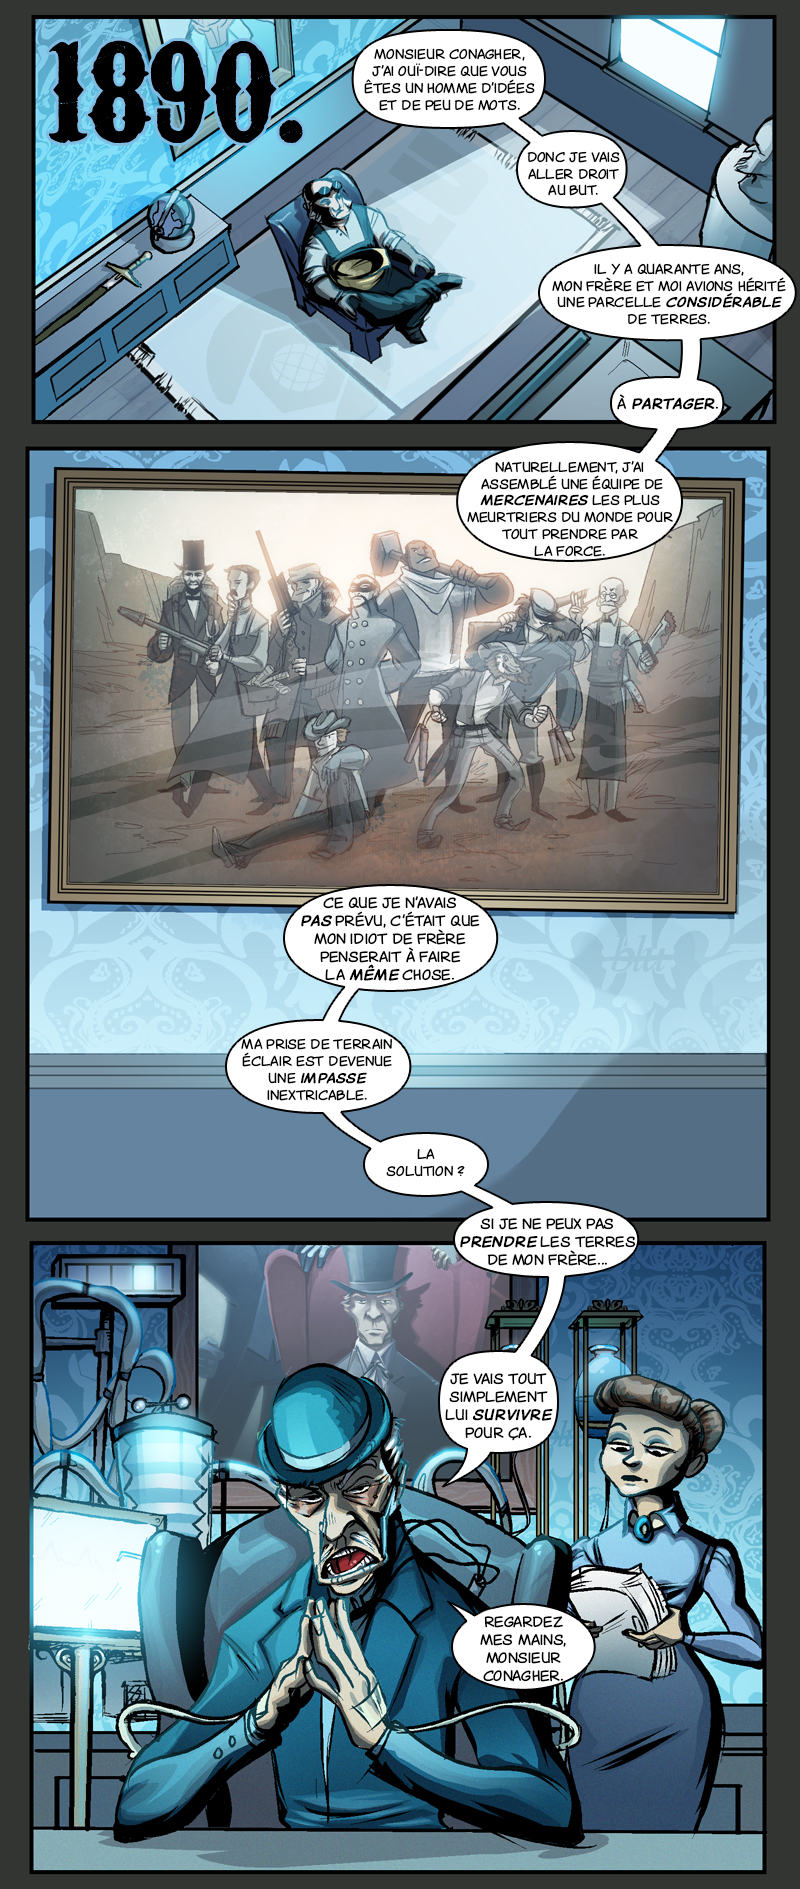 1890.
MONSIEUR CONAGHER,
J'AI OUÏ-DIRE QUE VOUS
ÊTES UN HOMME D'IDÉES
ET DE PEU DE MOTS.
DONC JE VAIS
ALLER DROIT
AU BUT.
IL Y A QUARANTE ANS,
MON FRÈRE ET MOI AVIONS HÉRITÉ
UNE PARCELLE CONSIDÉRABLE
DE TERRES.
À PARTAGER.
NATURELLEMENT, J'AI
ASSEMBLÉ UNE ÉQUIPE DE
MERCENAIRES LES PLUS
MEURTRIERS DU MONDE POUR
TOUT PRENDRE PAR
LA FORCE.
CE QUE JE N'AVAIS
PAS PRÉVU, C'ÉTAIT QUE
MON IDIOT DE FRÈRE
PENSERAIT À FAIRE
LA MÊME CHOSE.
MA PRISE DE TERRAIN
ÉCLAIR EST DEVENUE
UNE IMPASSE
INEXTRICABLE.
LA
SOLUTION ?
SI JE NE PEUX PAS
PRENDRE LES TERRES
DE MON FRÈRE...
JE VAIS TOUT
SIMPLEMENT
LUI SURVIVRE
POUR ÇA.
REGARDEZ
MES MAINS,
MONSIEUR
CONAGHER.